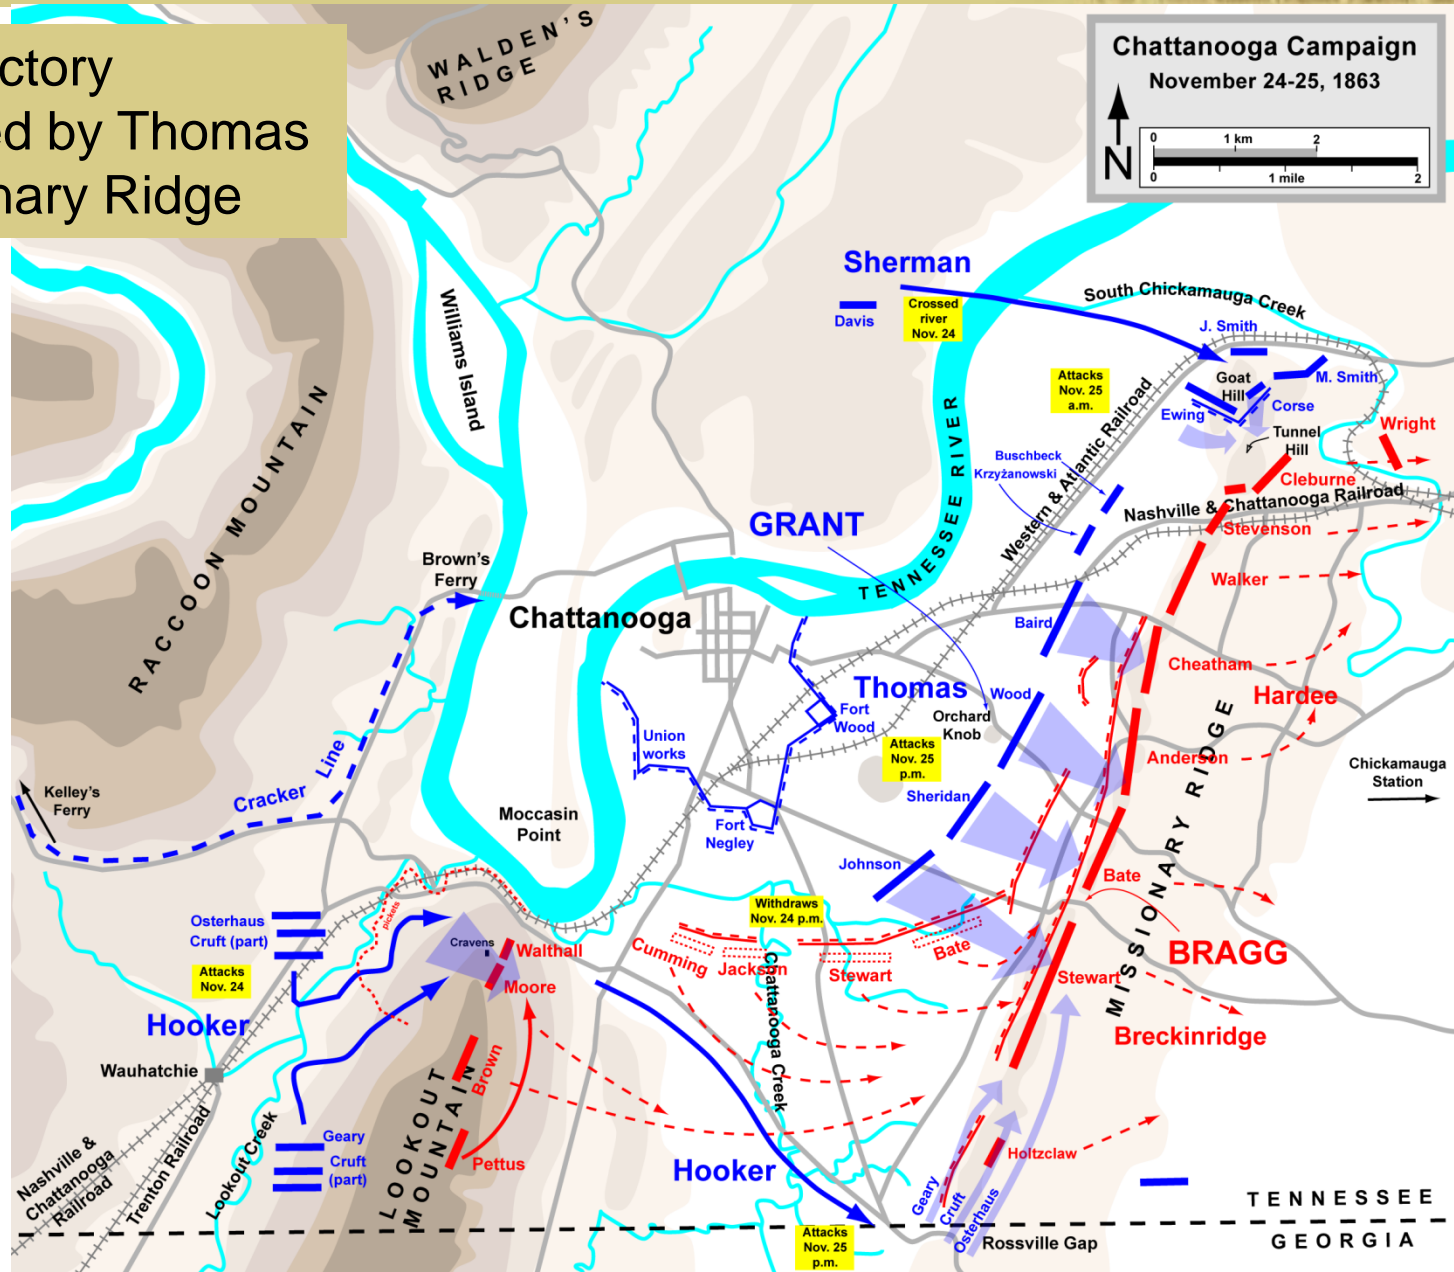 ctory
ed by Thomas
nary Ridge
WALDEN'S
RIDGE
Chattanooga Campaign
November 24-25, 1863
N
0
1 km
2
0
1 mile
2
Sherman
Davis
Crossed
river
Nov. 24
South Chickamauga Creek
J. Smith
Goat
Hill
M. Smith
Attacks
Nov. 25
a.m.
Ewing
Corse
Tunnel
Hill
Wright
Cleburne
Williams Island
RACCOON MOUNTAIN
Western & Atlantic Railroad
Buschbeck
Krzyżanowski
Nashville & Chattanooga Railroad
Stevenson
GRANT
TENNESSEE RIVER
Walker
Brown's
Ferry
Chattanooga
Baird
Cheatham
Hardee
Thomas
Wood
Orchard
Knob
Fort
Wood
Union
works
Attacks
Nov. 25
p.m.
Anderson
MISSIONARY RIDGE
Chickamauga
Station
Cracker Line
Kelley's
Ferry
Sheridan
Moccasin
Point
Fort
Negley
Johnson
Bate
BRAGG
Withdraws
Nov. 24 p.m.
Osterhaus
Cruft (part)
pickets
Cravens
Walthall
Moore
Cumming
Jackson
Stewart
Bate
Chattanooga Creek
Stewart
Attacks
Nov. 24
Hooker
Breckinridge
Wauhatchie
Brown
LOOKOUT
MOUNTAIN
Pettus
Lookout Creek
Geary
Cruft
(part)
Nashville &
Chattanooga
Railroad
Trenton Railroad
Hooker
Holtzclaw
Geary
Cruft
Osterhaus
Attacks
Nov. 25
p.m.
Rossville Gap
TENNESSEE
GEORGIA